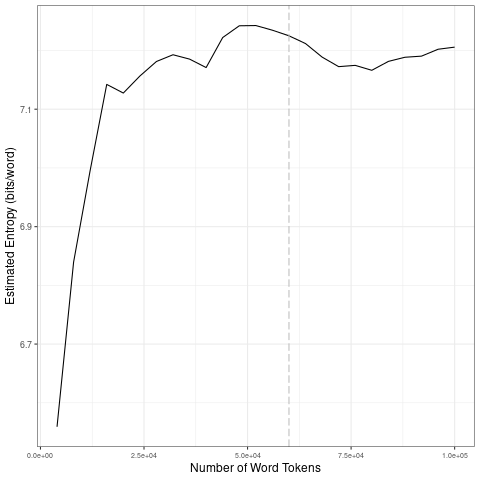 Estimated Entropy (bits/word)
7.1
6.9
6.7
0.0e+00 2.5e+04 5.0e+04 7.5e+04 1.0e+05
Number of Word Tokens